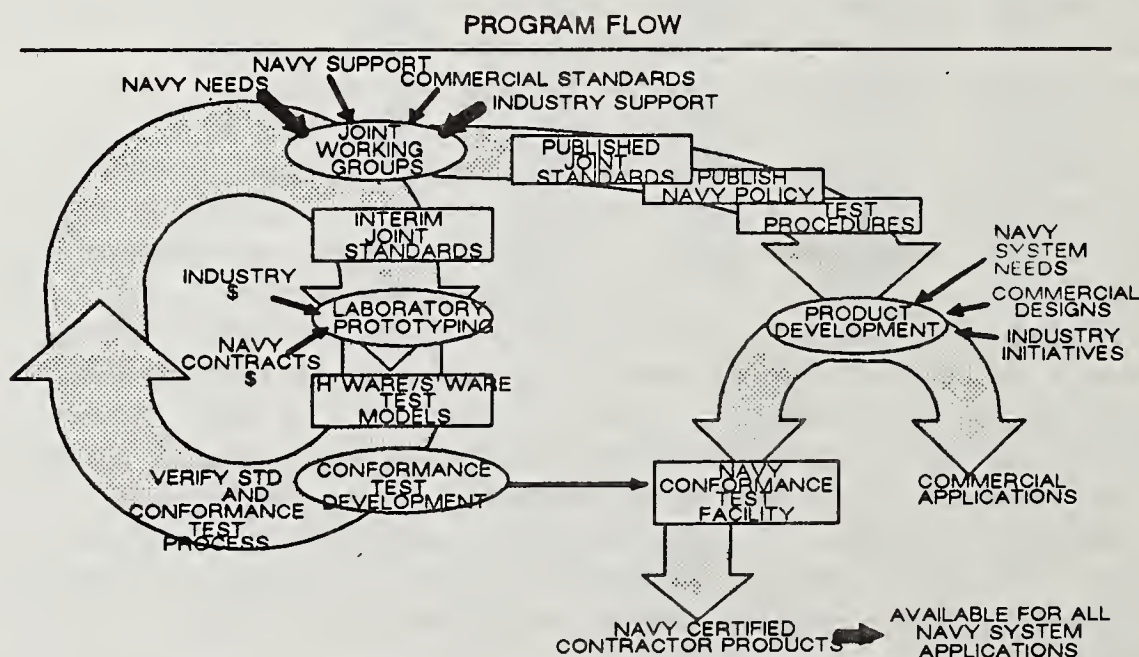 PROGRAM FLOW
NAVY SUPPORT
NAVY NEEDS
COMMERCIAL STANDARDS
INDUSTRY SUPPORT
JOINT
WORKING
GROUPS
PUBLISHED
JOINT
STANDARDS
PUBLISH
NAVY POLICY
TEST
PROCEDURES
INTERIM
JOINT
STANDARDS
INDUSTRY
$
LABORATORY
PROTOTYPING
NAVY
CONTRACTS
$
H'WARE/S'WARE
TEST
MODELS
VERIFY STD
AND
CONFORMANCE
TEST
PROCESS
CONFORMANCE
TEST
DEVELOPMENT
NAVY
SYSTEM
NEEDS
COMMERCIAL
DESIGNS
INDUSTRY
INITIATIVES
PRODUCT
DEVELOPMENT
NAVY
CONFORMANCE
TEST
FACILITY
COMMERCIAL
APPLICATIONS
NAVY CERTIFIED
CONTRACTOR PRODUCTS
AVAILABLE FOR ALL
NAVY SYSTEM
APPLICATIONS